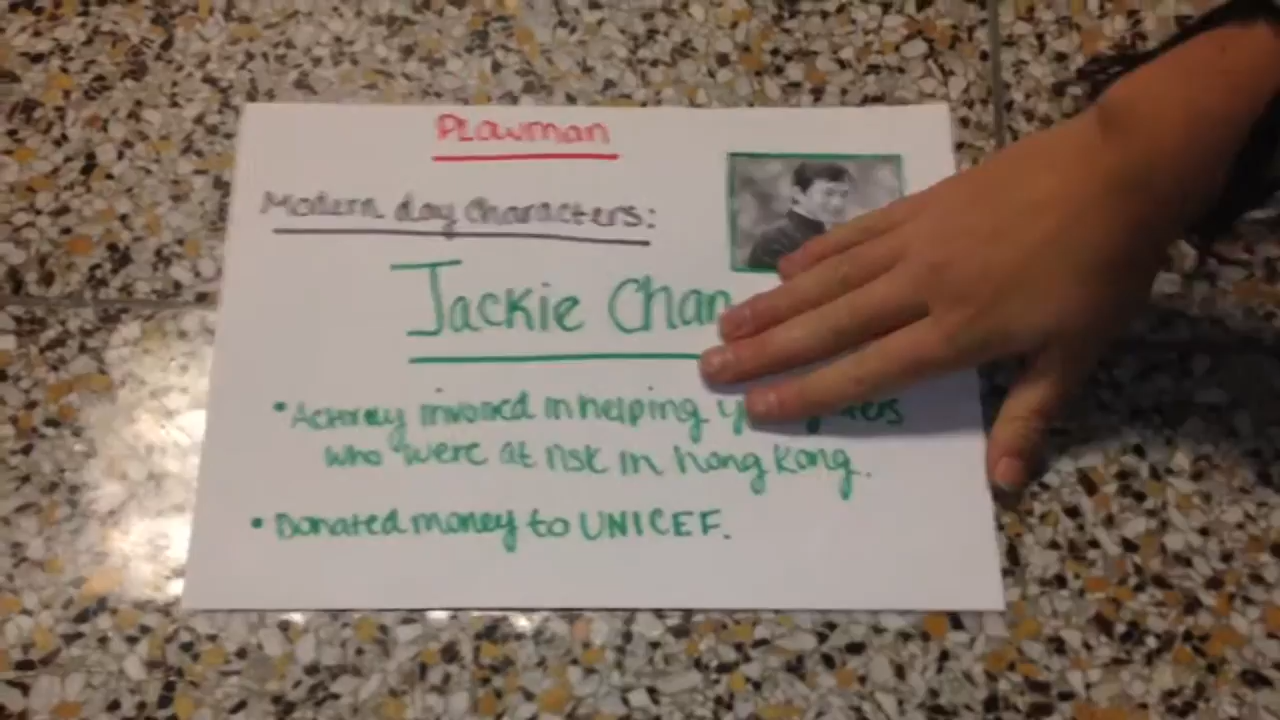 Plowman
Modern day characters:
Jackie Chan
• involved in helping
who were at risk in hong kong.
• Donated money to UNICEF.